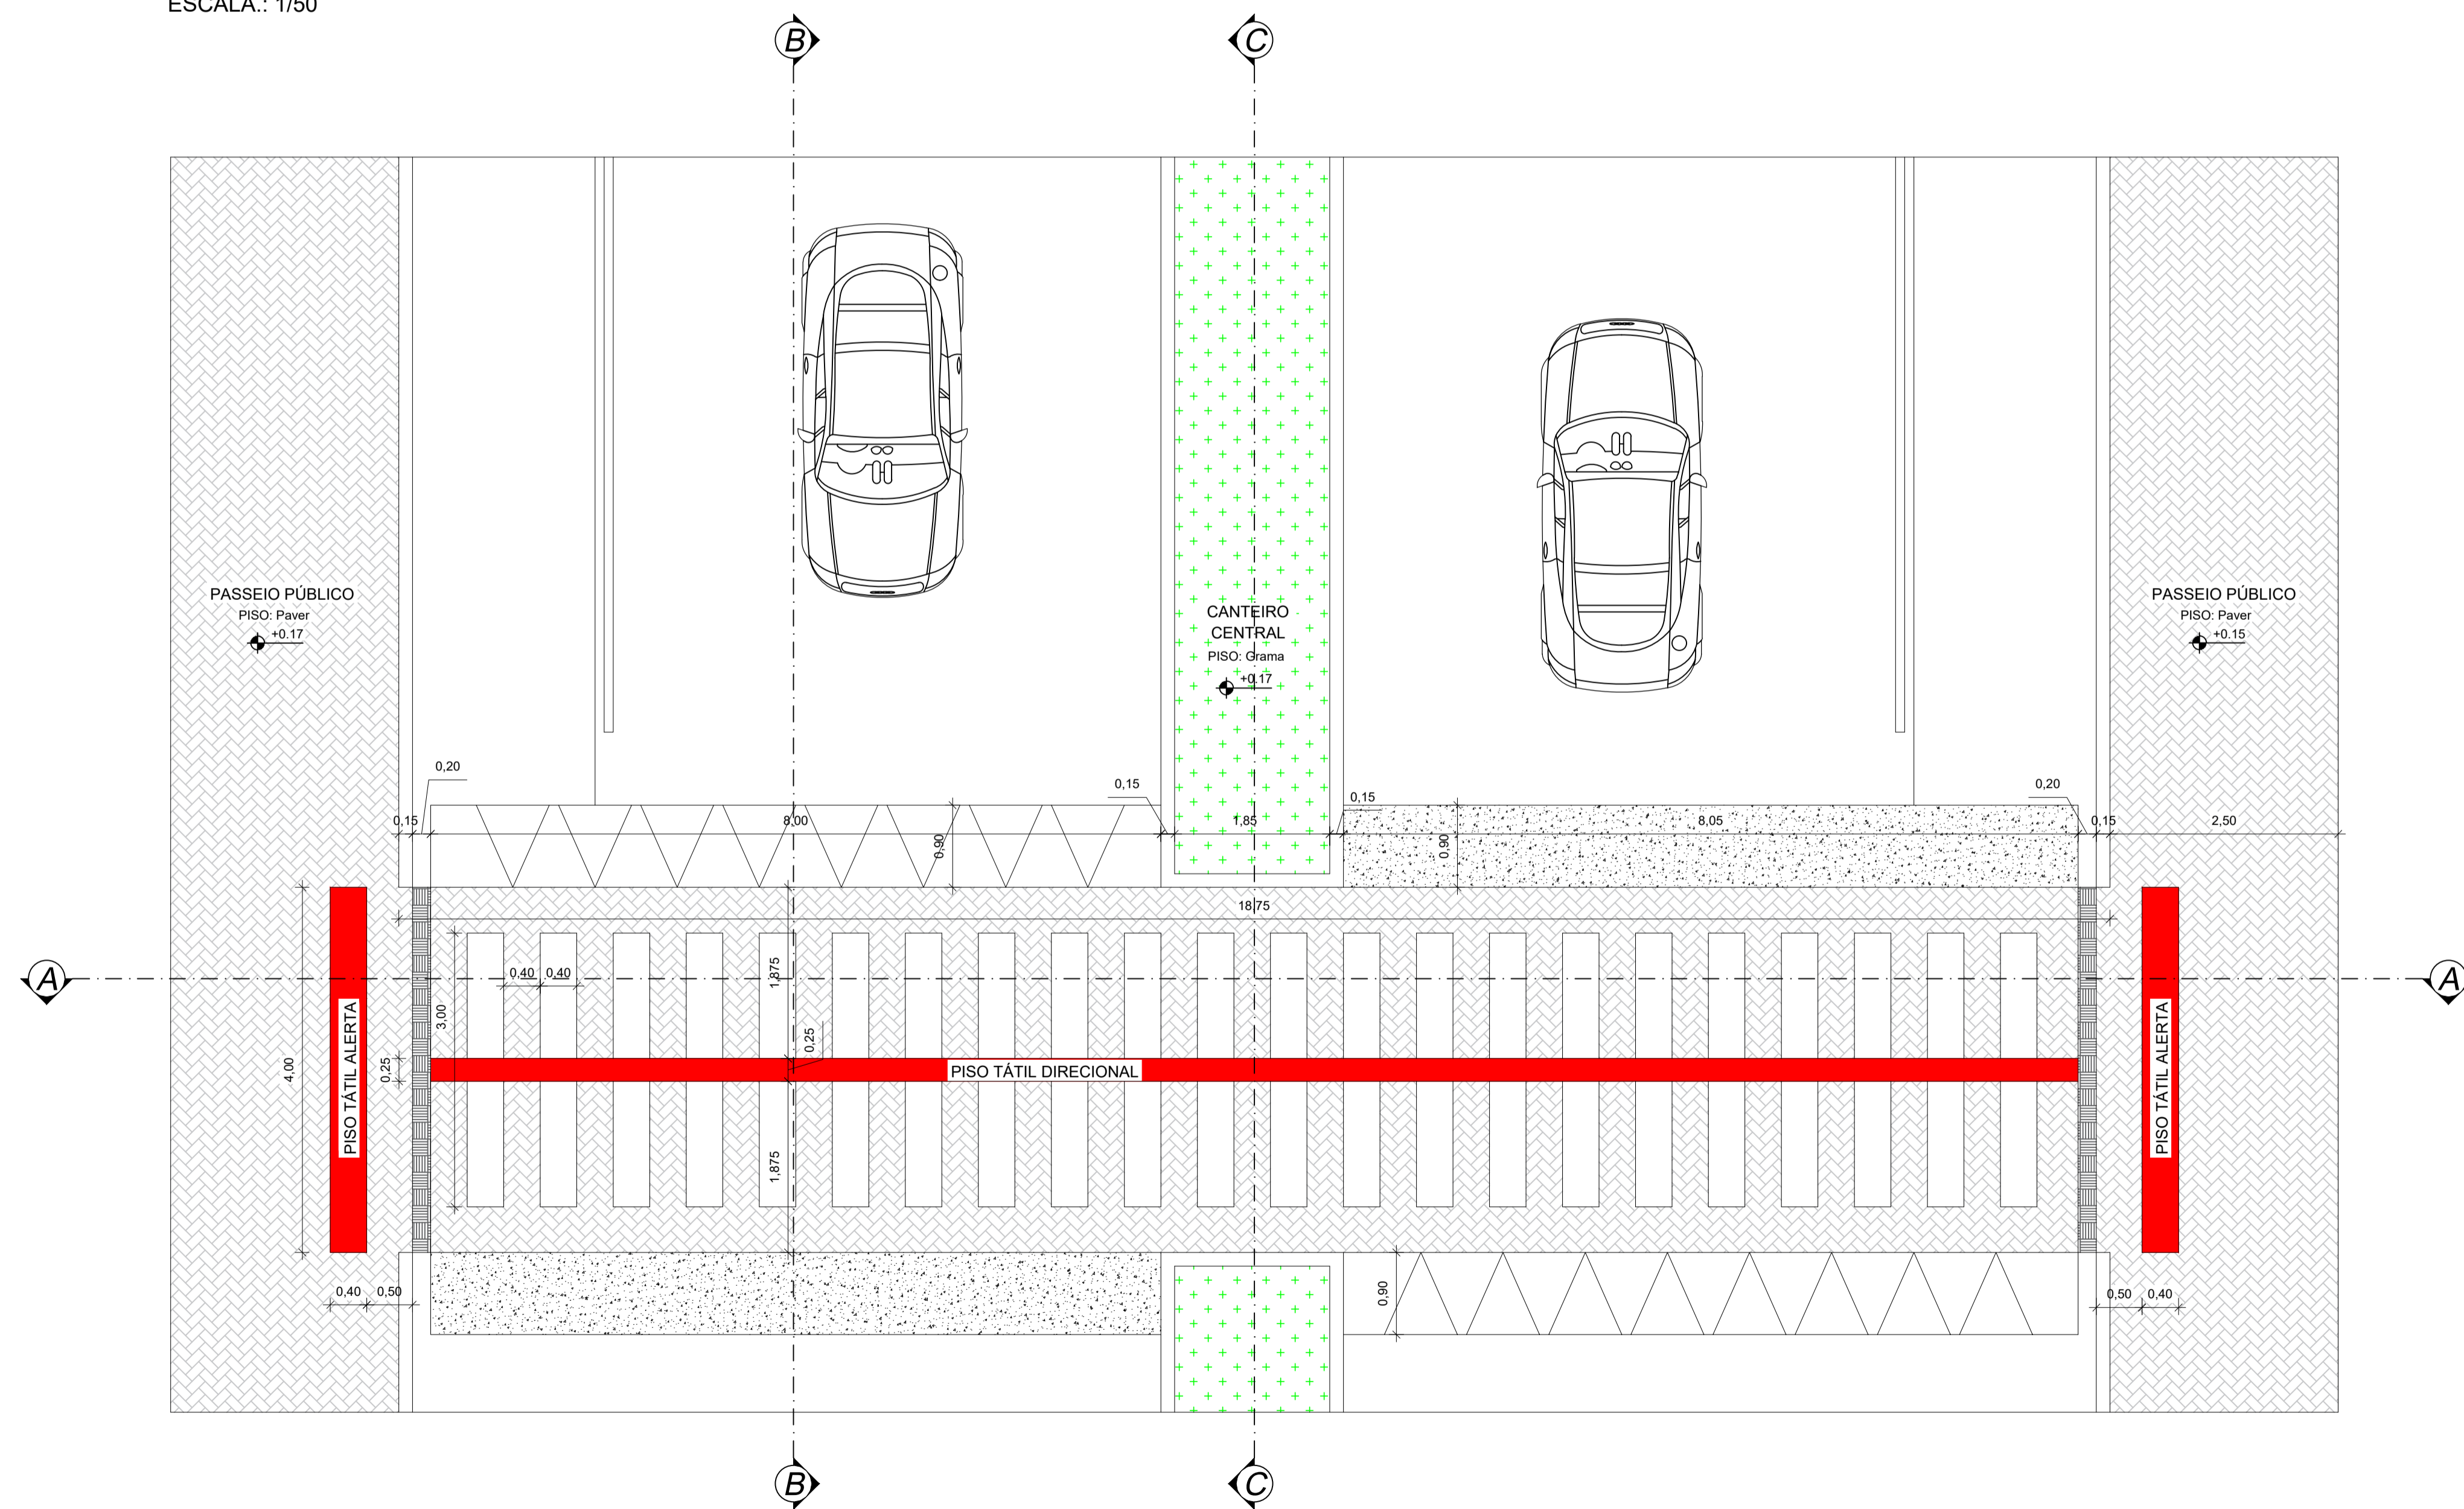 ESCALA.: 1/50
B
C
PASSEIO PÚBLICO
PISO: Paver
+0.17
CANTEIRO
CENTRAL
PISO: Grama
+0.17
PASSEIO PÚBLICO
PISO: Paver
+0.15
0,20
0,15
0,15
0,20
0,15
8,00
0,90
1,85
0,90
8,05
0,15
2,50
18,75
A
A
0,40
0,40
1,875
3,00
0,25
4,00
0,25
PISO TÁTIL ALERTA
PISO TÁTIL DIRECIONAL
PISO TÁTIL ALERTA
1,875
0,40
0,50
0,90
0,50
0,40
B
C